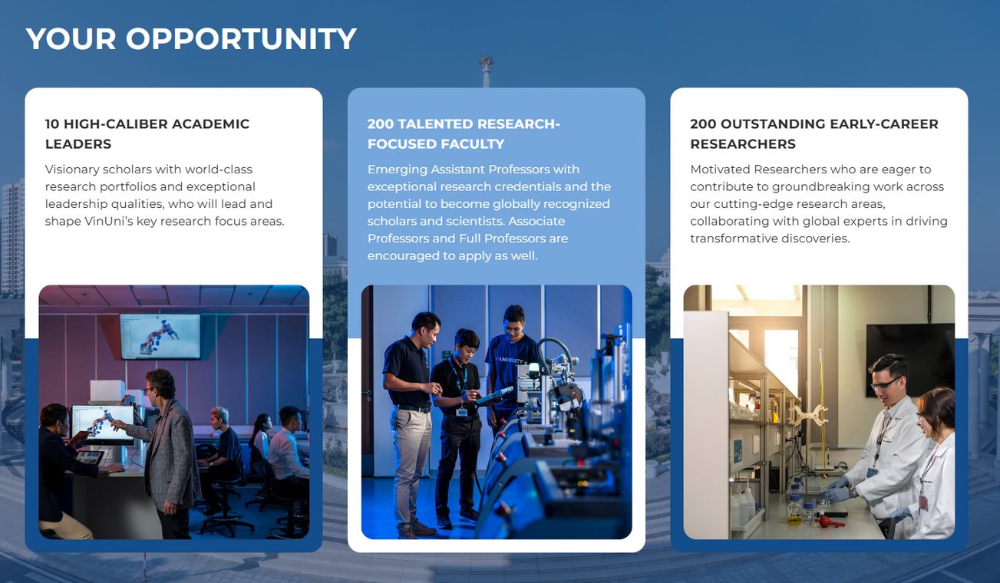 YOUR OPPORTUNITY
10 HIGH-CALIBER ACADEMIC
LEADERS
Visionary scholars with world-class
research portfolios and exceptional
leadership qualities, who will lead and
shape VinUni’s key research focus areas.
200 TALENTED RESEARCH-
FOCUSED FACULTY
Emerging Assistant Professors with
exceptional research credentials and the
potential to become globally recognized
scholars and scientists. Associate
Professors and Full Professors are
encouraged to apply as well.
200 OUTSTANDING EARLY-CAREER
RESEARCHERS
Motivated Researchers who are eager to
contribute to groundbreaking work across
our cutting-edge research areas,
collaborating with global experts in driving
transformative discoveries.